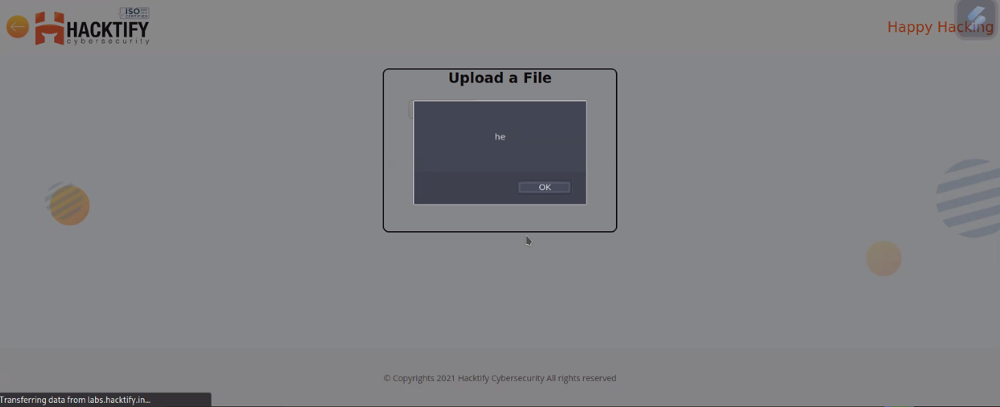 ISO
CERTIFIED
HACKTIFY
cybersecurity
Happy Hacking
Upload a File
he
OK
© Copyrights 2021 Hacktify Cybersecurity All rights reserved
Transferring data from labs.hacktify.in...